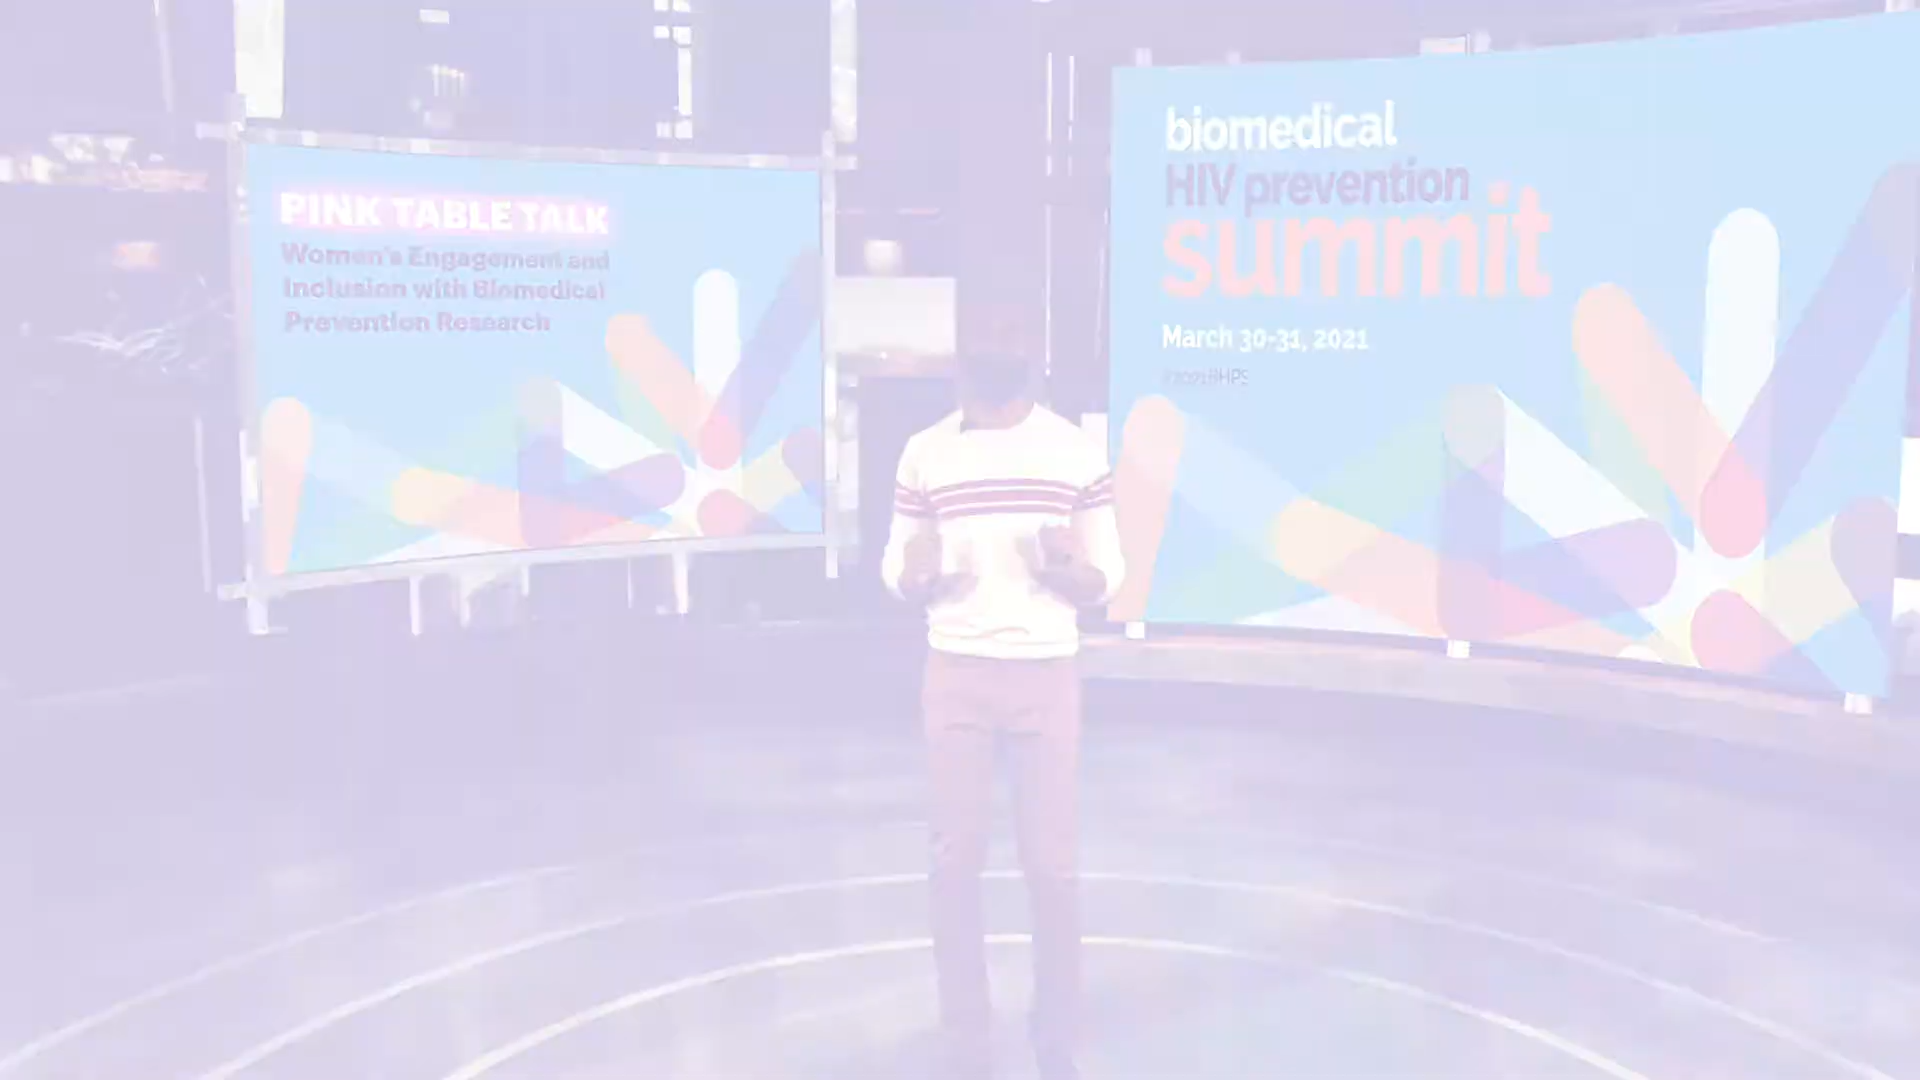 PINK TABLE TALK
Women's Engagement and
Inclusion with Biomedical
Prevention Research
biomedical
HIV prevention
summit
March 30-31, 2021
#2021BHPS